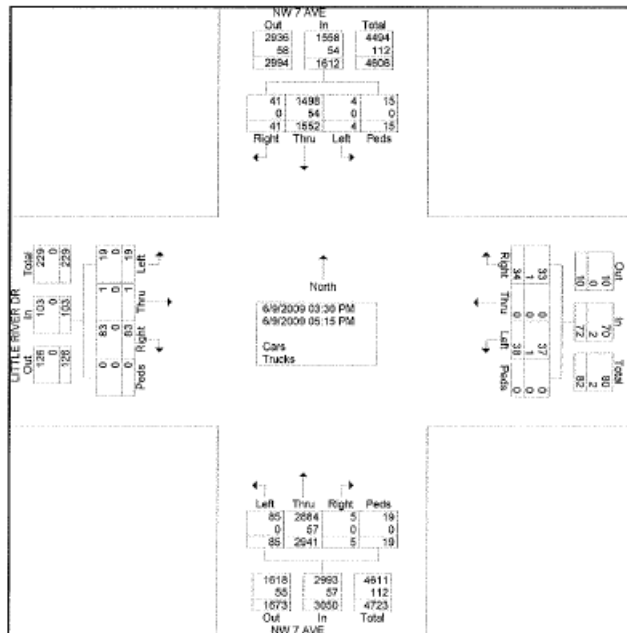 NW 7 AVE
Out In Total
2936 1558 4494
58 54 112
2994 1612 4606
41 1498 4 15
0 54 0 0
41 1552 4 15
Right Thru Left Peds
LITTLE RIVER DR
Out In Total
126 103 229
0 0 0
126 103 229
0 83 1 19
0 0 0 0
0 83 1 19
Peds Right Thru Left
North
6/9/2009 03:30 PM
6/9/2009 05:15 PM
Cars
Trucks
Out In Total
10 70 80
0 2 2
10 72 82
33 0 37 0
1 0 1 0
34 0 38 0
Right Thru Left Peds
Left Thru Right Peds
85 2884 5 19
0 57 0 0
85 2941 5 19
1618 2993 4611
55 57 112
1673 3050 4723
Out In Total
NW 7 AVE